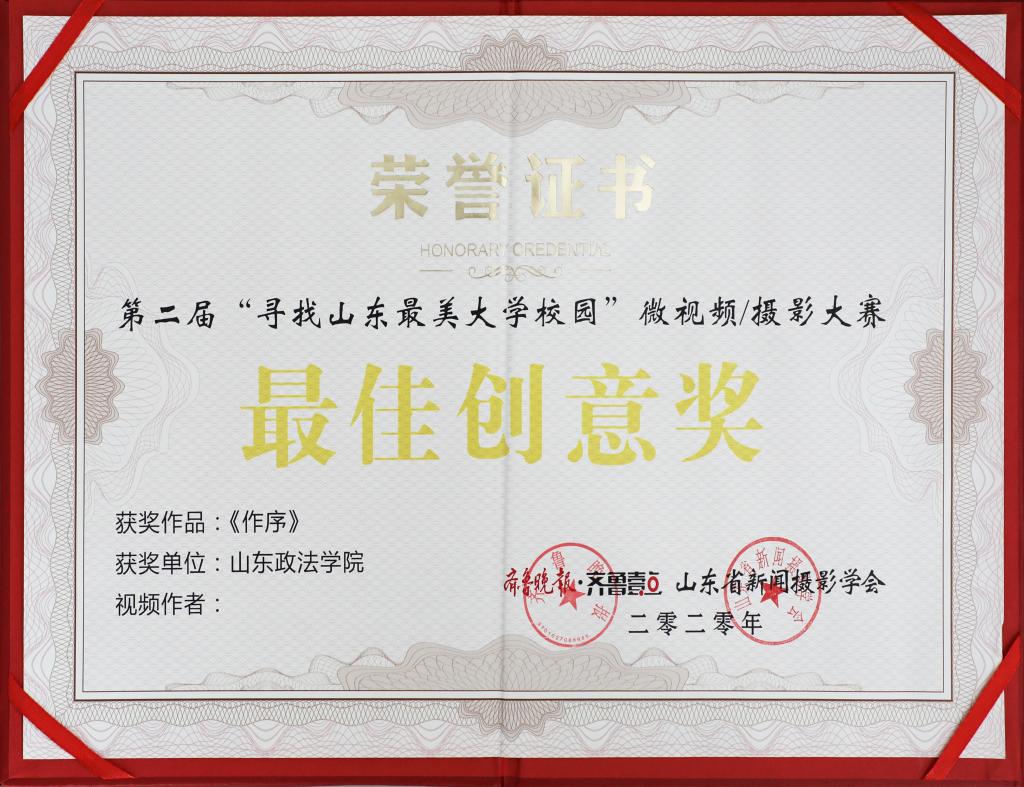 荣誉证书
HONORARY CREDENTIAL
第二届“寻找山东最美大学校园”微视频/摄影大赛
最佳创意奖
获奖作品：《作序》
获奖单位：山东政法学院
视频作者：
齐鲁晚报·齐鲁壹点 山东省新闻摄影学会
二零二零年